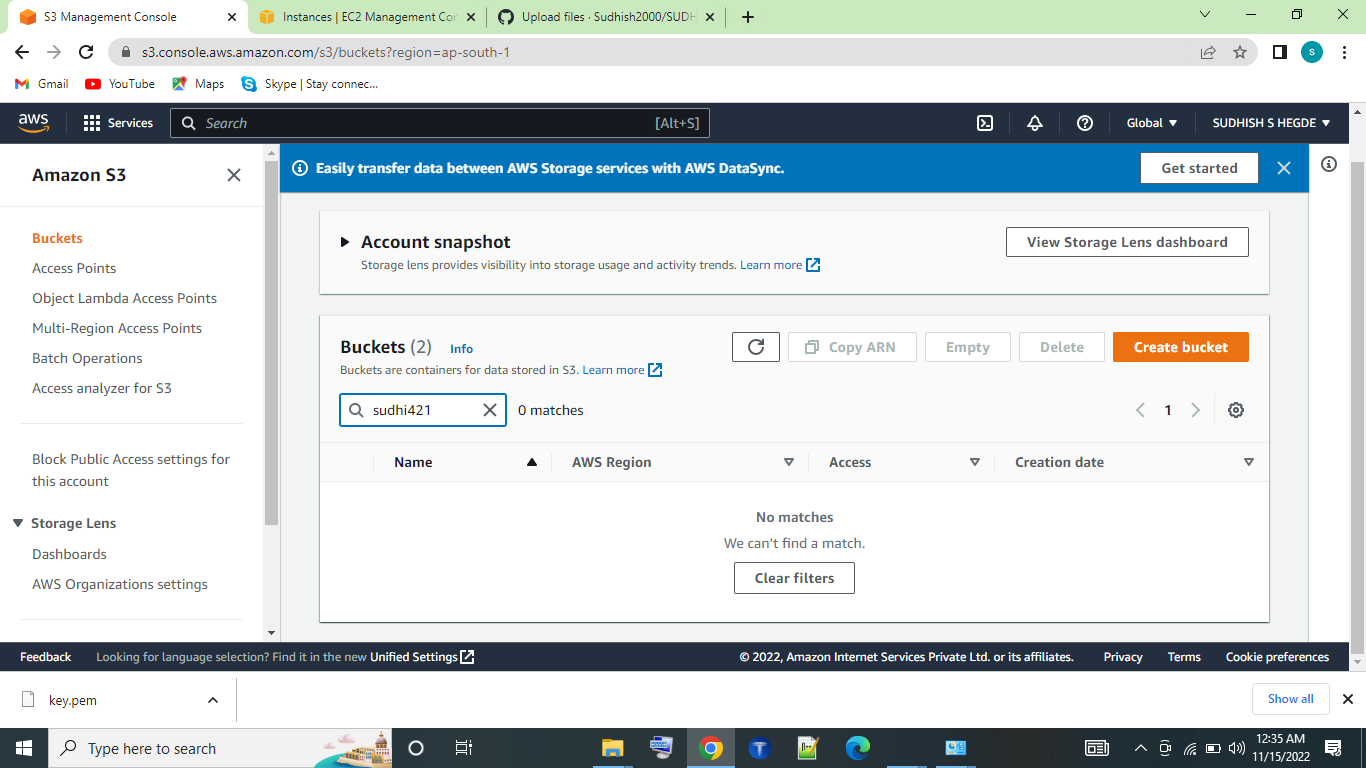 S3 Management Console
Instances | EC2 Management Cor
Upload files · Sudhish2000/SUDH
s3.console.aws.amazon.com/s3/buckets?region=ap-south-1
S
Gmail
YouTube
Maps
Skype | Stay connec...
aws
Services
Search
[Alt+S]
Global
SUDHISH S HEGDE
Amazon S3
Easily transfer data between AWS Storage services with AWS DataSync.
Get started
Buckets
Access Points
Object Lambda Access Points
Multi-Region Access Points
Batch Operations
Access analyzer for S3
Block Public Access settings for
this account
Storage Lens
Dashboards
AWS Organizations settings
Account snapshot
Storage lens provides visibility into storage usage and activity trends. Learn more
View Storage Lens dashboard
Buckets (2) Info
Buckets are containers for data stored in S3. Learn more
Copy ARN
Empty
Delete
Create bucket
sudhi421
0 matches
1
Name
AWS Region
Access
Creation date
No matches
We can't find a match.
Clear filters
Feedback
Looking for language selection? Find it in the new Unified Settings
© 2022, Amazon Internet Services Private Ltd. or its affiliates.
Privacy
Terms
Cookie preferences
key.pem
Show all
Type here to search
12:35 AM
11/15/2022